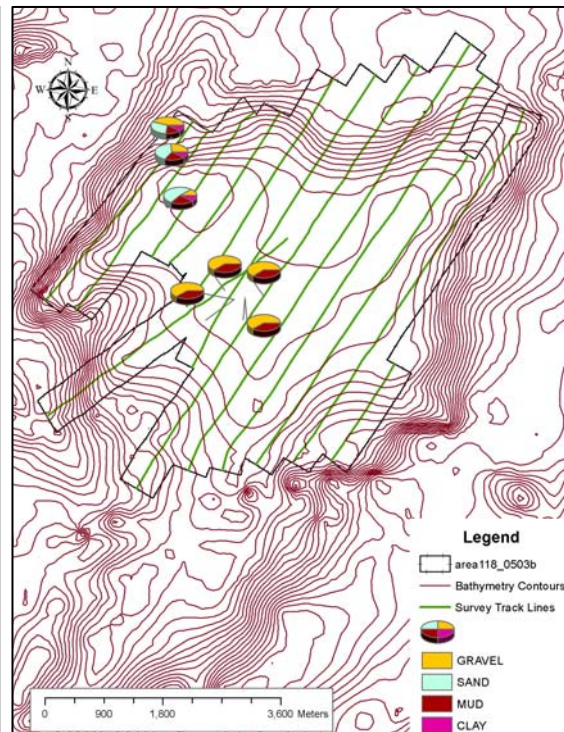 N
W E
S
Legend
area118_0503b
Bathymetry Contours
Survey Track Lines
GRAVEL
SAND
MUD
CLAY
0 900 1,800 3,600 Meters